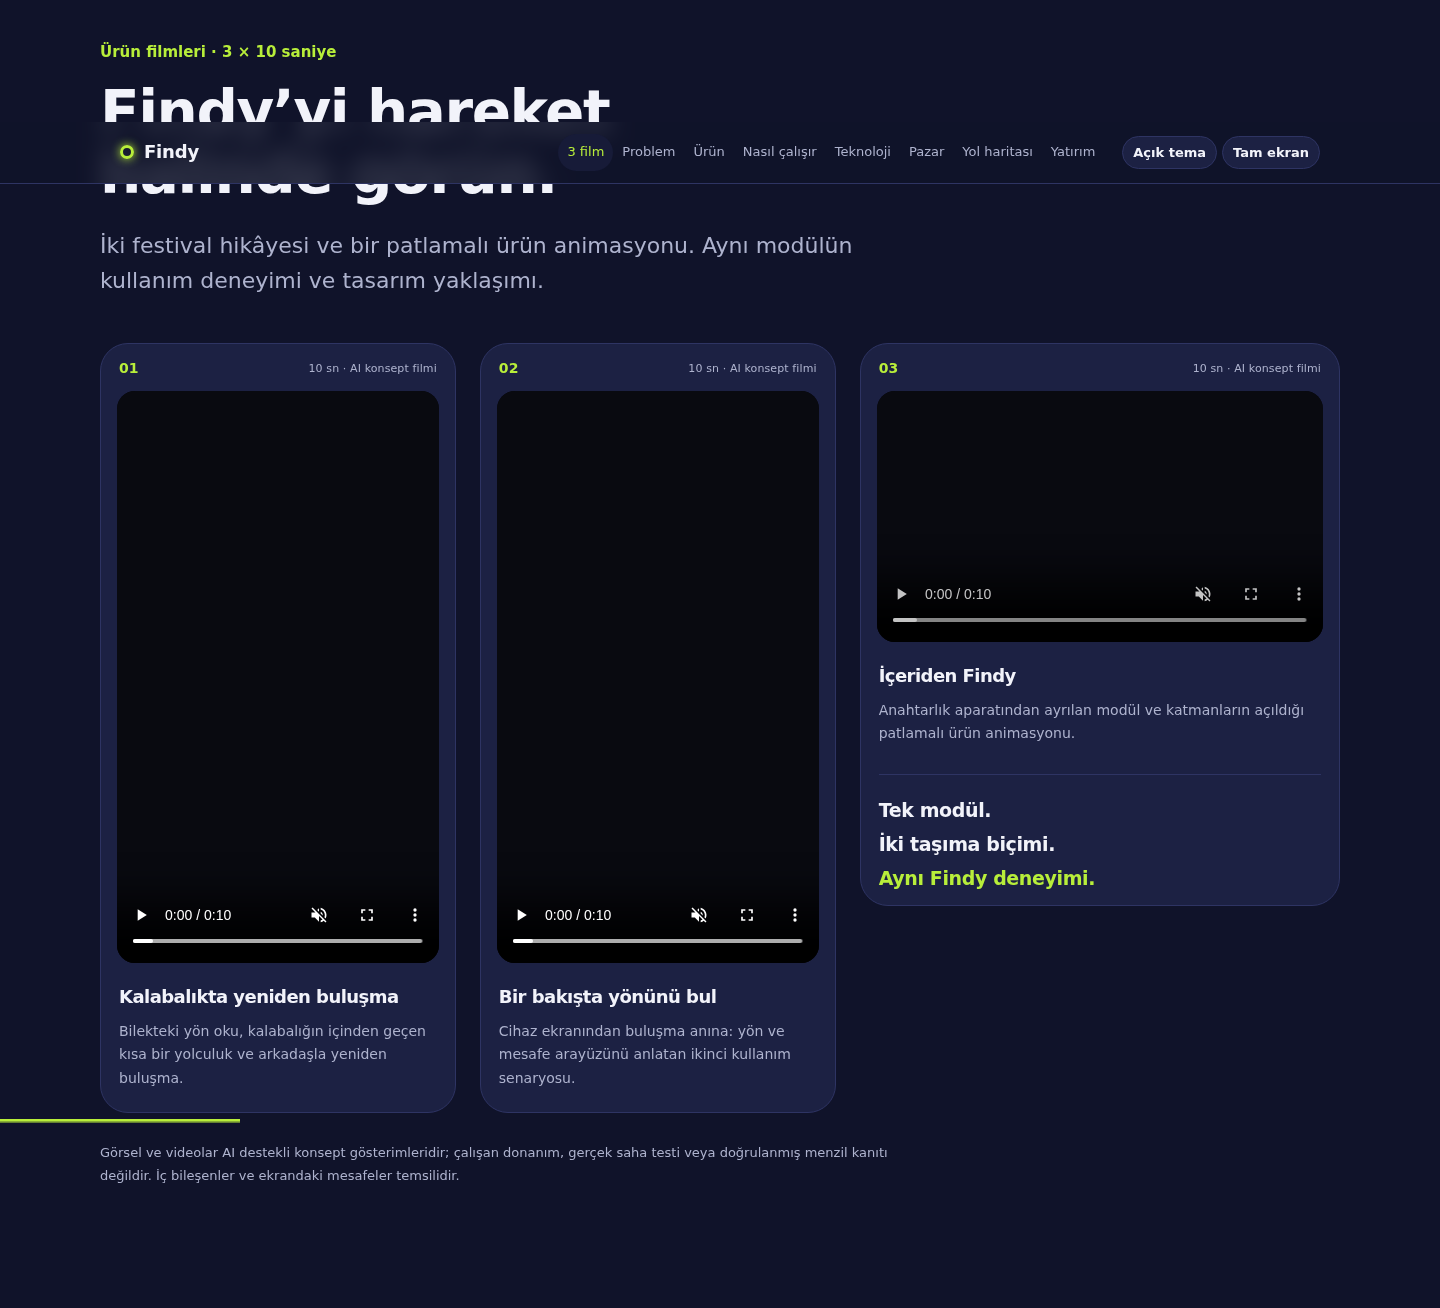 Ürün filmleri · 3 × 10 saniye
Findy’yi hareket
halinde görün
Findy
3 film
Problem
Ürün
Nasıl çalışır
Teknoloji
Pazar
Yol haritası
Yatırım
Açık tema
Tam ekran
İki festival hikâyesi ve bir patlamalı ürün animasyonu. Aynı modülün
kullanım deneyimi ve tasarım yaklaşımı.
01
10 sn · AI konsept filmi
0:00 / 0:10
Kalabalıkta yeniden buluşma
Bilekteki yön oku, kalabalığın içinden geçen
kısa bir yolculuk ve arkadaşla yeniden
buluşma.
02
10 sn · AI konsept filmi
0:00 / 0:10
Bir bakışta yönünü bul
Cihaz ekranından buluşma anına: yön ve
mesafe arayüzünü anlatan ikinci kullanım
senaryosu.
03
10 sn · AI konsept filmi
0:00 / 0:10
İçeriden Findy
Anahtarlık aparatından ayrılan modül ve katmanların açıldığı
patlamalı ürün animasyonu.
Tek modül.
İki taşıma biçimi.
Aynı Findy deneyimi.
Görsel ve videolar AI destekli konsept gösterimleridir; çalışan donanım, gerçek saha testi veya doğrulanmış menzil kanıtı
değildir. İç bileşenler ve ekrandaki mesafeler temsilidir.